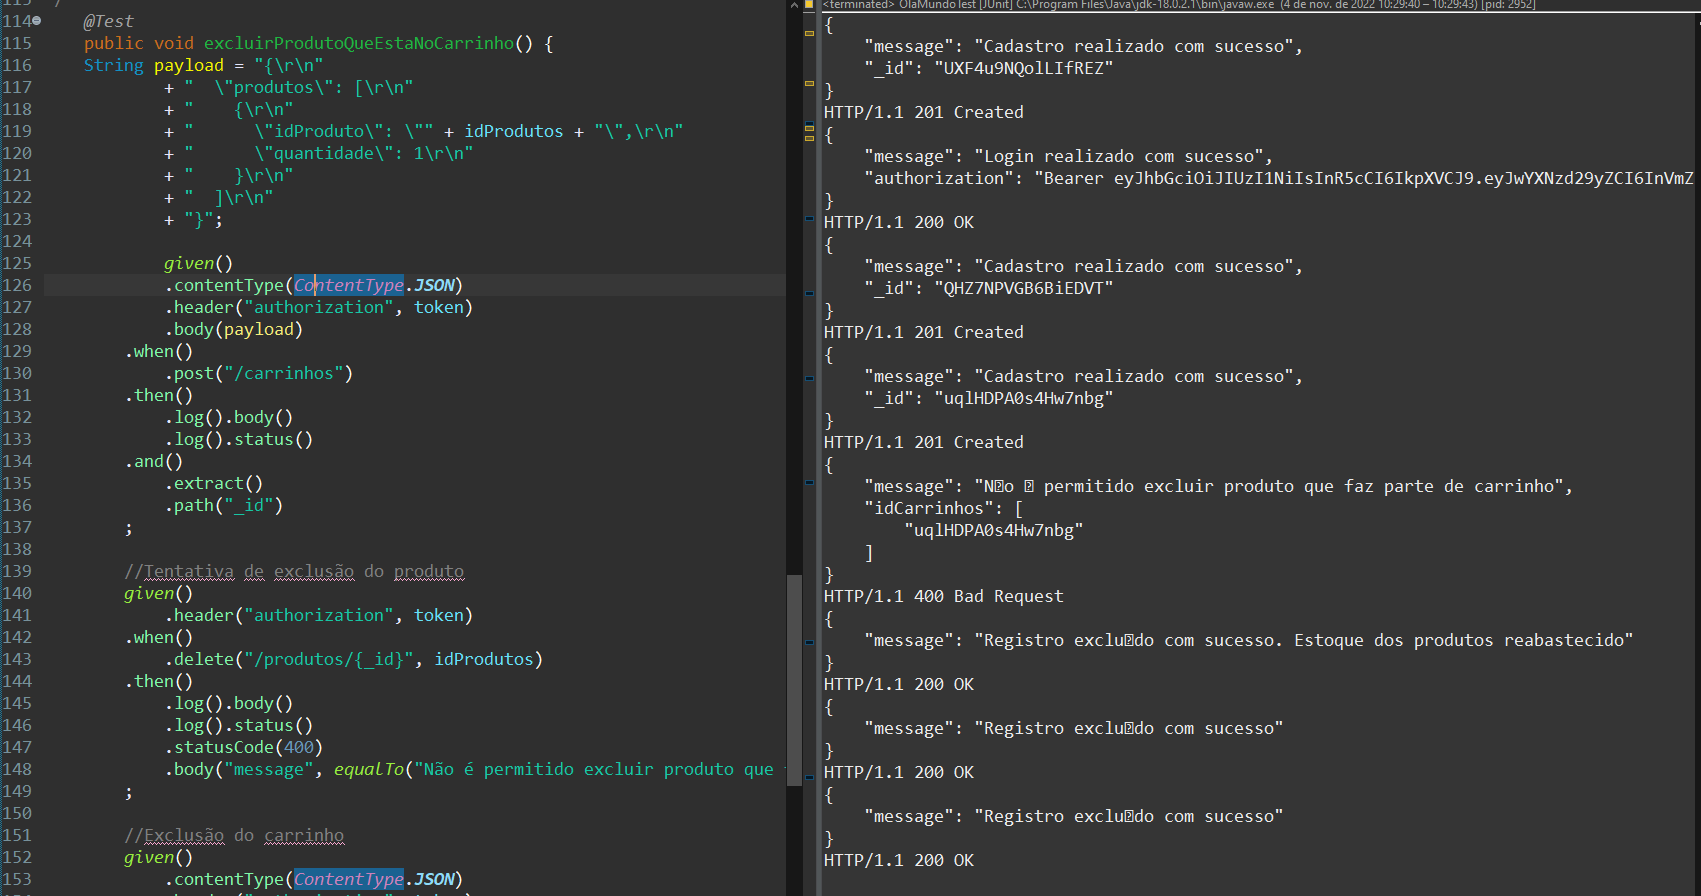 114 @Test
115 public void excluirProdutoQueEstaNoCarrinho() {
116 String payload = "{\r\n"
117 + "  \"produtos\": [\r\n"
118 + "    {\r\n"
119 + "      \"idProduto\": \"" + idProdutos + "\",\r\n"
120 + "      \"quantidade\": 1\r\n"
121 + "    }\r\n"
122 + "  ]\r\n"
123 + "}";
124
125 given()
126 .contentType(ContentType.JSON)
127 .header("authorization", token)
128 .body(payload)
129 .when()
130 .post("/carrinhos")
131 .then()
132 .log().body()
133 .log().status()
134 .and()
135 .extract()
136 .path("_id")
137 ;
138
139 //Tentativa de exclusão do produto
140 given()
141 .header("authorization", token)
142 .when()
143 .delete("/produtos/{_id}", idProdutos)
144 .then()
145 .log().body()
146 .log().status()
147 .statusCode(400)
148 .body("message", equalTo("Não é permitido excluir produto que
149 ;
150
151 //Exclusão do carrinho
152 given()
153 .contentType(ContentType.JSON)
<terminated> OlaMundoTest [JUnit] C:\Program Files\Java\jdk-18.0.2.1\bin\javaw.exe (4 de nov. de 2022 10:29:40 – 10:29:43) [pid: 2952]
{
"message": "Cadastro realizado com sucesso",
"_id": "UXF4u9NQolLIfREZ"
}
HTTP/1.1 201 Created
{
"message": "Login realizado com sucesso",
"authorization": "Bearer eyJhbGciOiJIUzI1NiIsInR5cCI6IkpXVCJ9.eyJwYXNzd29yZCI6InVmZ
}
HTTP/1.1 200 OK
{
"message": "Cadastro realizado com sucesso",
"_id": "QHZ7NPVGB6BiEDVT"
}
HTTP/1.1 201 Created
{
"message": "Cadastro realizado com sucesso",
"_id": "uqlHDPA0s4Hw7nbg"
}
HTTP/1.1 201 Created
{
"message": "N�o � permitido excluir produto que faz parte de carrinho",
"idCarrinhos": [
"uqlHDPA0s4Hw7nbg"
]
}
HTTP/1.1 400 Bad Request
{
"message": "Registro exclu�do com sucesso. Estoque dos produtos reabastecido"
}
HTTP/1.1 200 OK
{
"message": "Registro exclu�do com sucesso"
}
HTTP/1.1 200 OK
{
"message": "Registro exclu�do com sucesso"
}
HTTP/1.1 200 OK